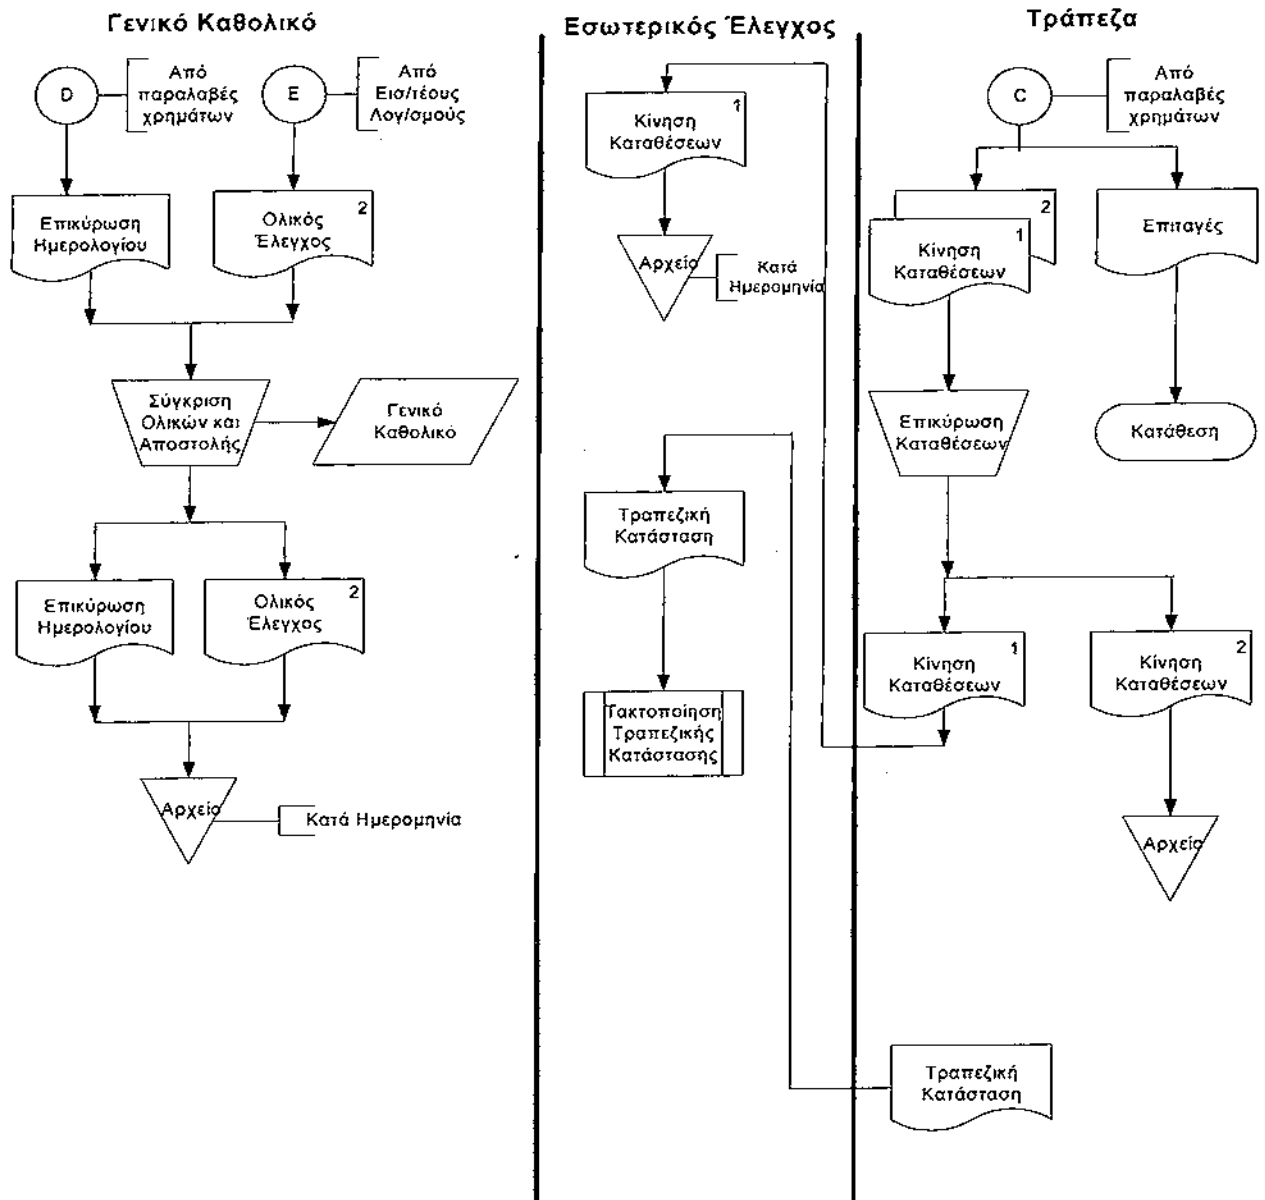 Γενικό Καθολικό
D
Από
παραλαβές
χρημάτων
E
Από
Εισ/τέους
Λογ/σμούς
Επικύρωση
Ημερολογίου
2
Ολικός
Έλεγχος
Σύγκριση
Ολικών και
Αποστολής
Γενικό
Καθολικό
Επικύρωση
Ημερολογίου
2
Ολικός
Έλεγχος
Αρχείο
Κατά Ημερομηνία
Εσωτερικός Έλεγχος
1
Κίνηση
Καταθέσεων
Αρχείο
Κατά
Ημερομηνία
Τραπεζική
Κατάσταση
Τακτοποίηση
Τραπεζικής
Κατάστασης
Τράπεζα
C
Από
παραλαβές
χρημάτων
2
1
Κίνηση
Καταθέσεων
Επιταγές
Επικύρωση
Καταθέσεων
Κατάθεση
1
Κίνηση
Καταθέσεων
2
Κίνηση
Καταθέσεων
Αρχείο
Τραπεζική
Κατάσταση